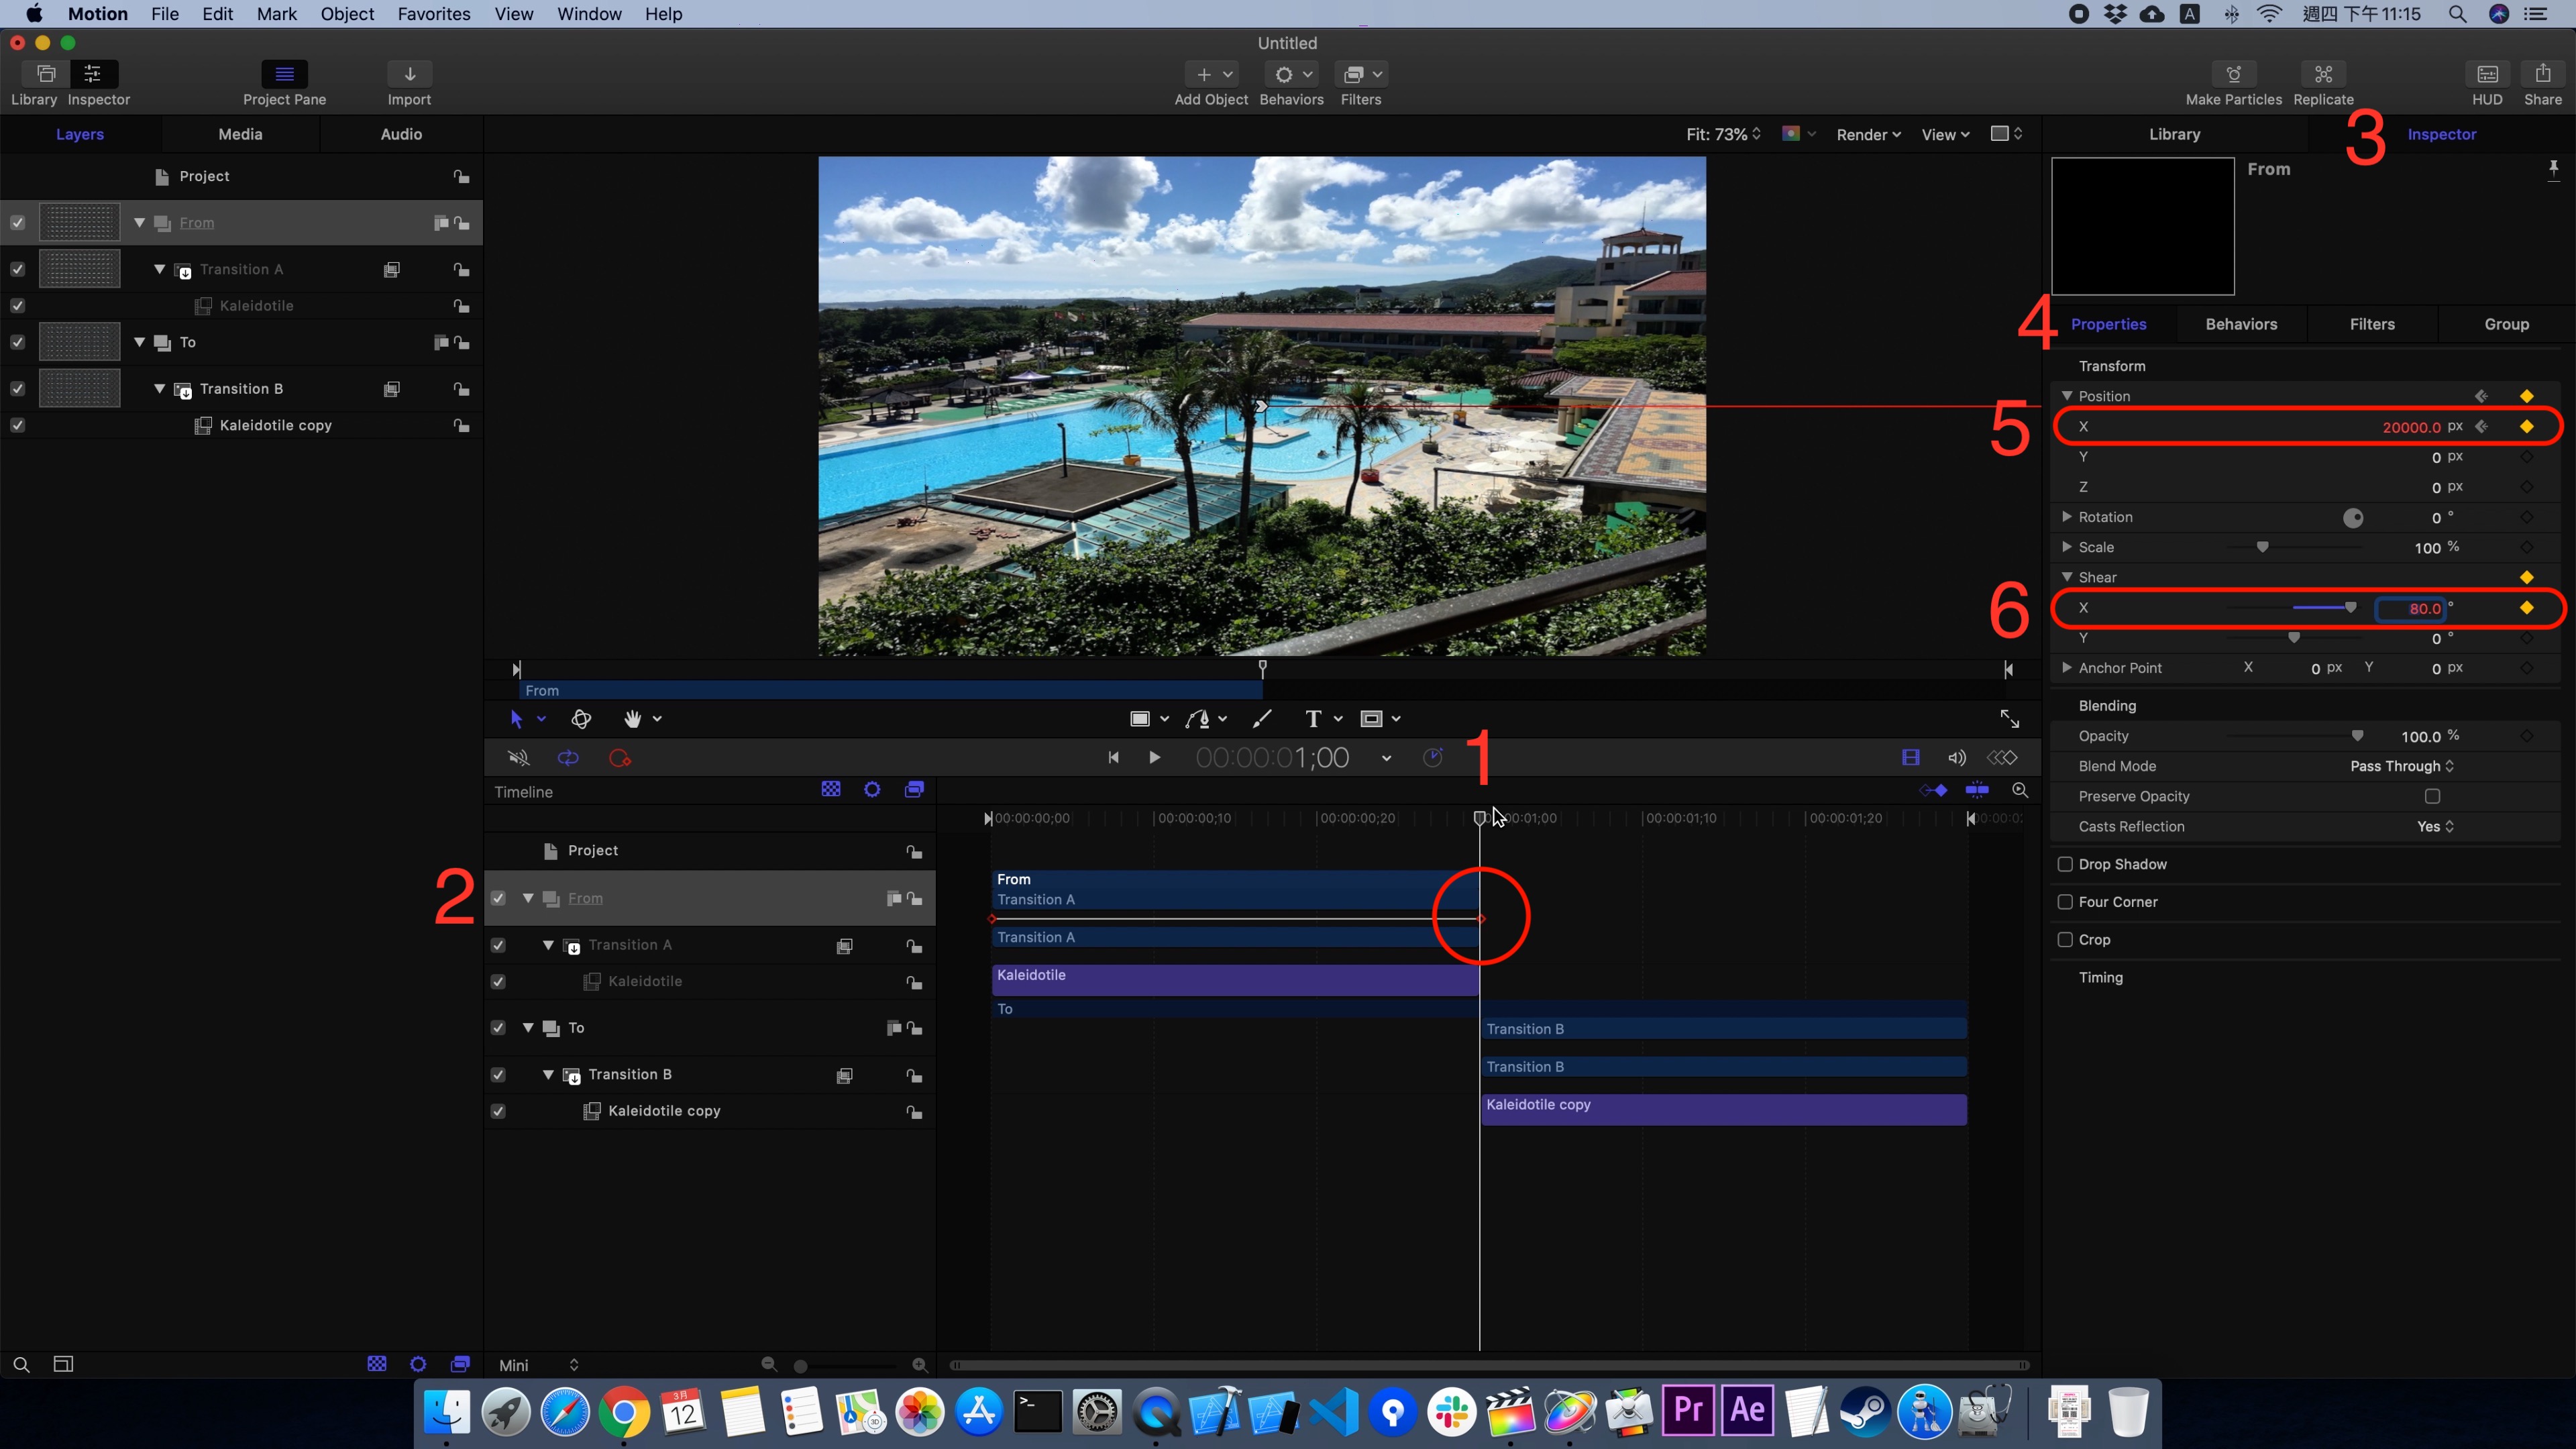 Motion File Edit Mark Object Favorites View Window Help A 週四 下午 11:15
Untitled
Library Inspector Project Pane Import Add Object Behaviors Filters Make Particles Replicate HUD Share
Layers Media Audio Fit: 73% Render View Library 3 Inspector
Project
From
From
Transition A
Kaleidotile
To
Transition B
Kaleidotile copy
4 Properties Behaviors Filters Group
Transform
Position
5 X 20000.0 px
Y 0 px
Z 0 px
Rotation 0 °
Scale 100 %
Shear
6 X 80.0 °
Y 0 °
Anchor Point X 0 px Y 0 px
Blending
Opacity 100.0 %
Blend Mode Pass Through
Preserve Opacity
Casts Reflection Yes
Drop Shadow
Four Corner
Crop
Timing
From
T
00:00:00:01;00 1
Timeline
00:00:00;00 00:00:00;10 00:00:00;20 00:00:01;00 00:00:01;10 00:00:01;20
Project
2 From
Transition A
Kaleidotile
To
Transition B
Kaleidotile copy
From
Transition A
Transition A
Kaleidotile
To
Transition B
Transition B
Kaleidotile copy
Mini
3月
12
3D
Pr Ae